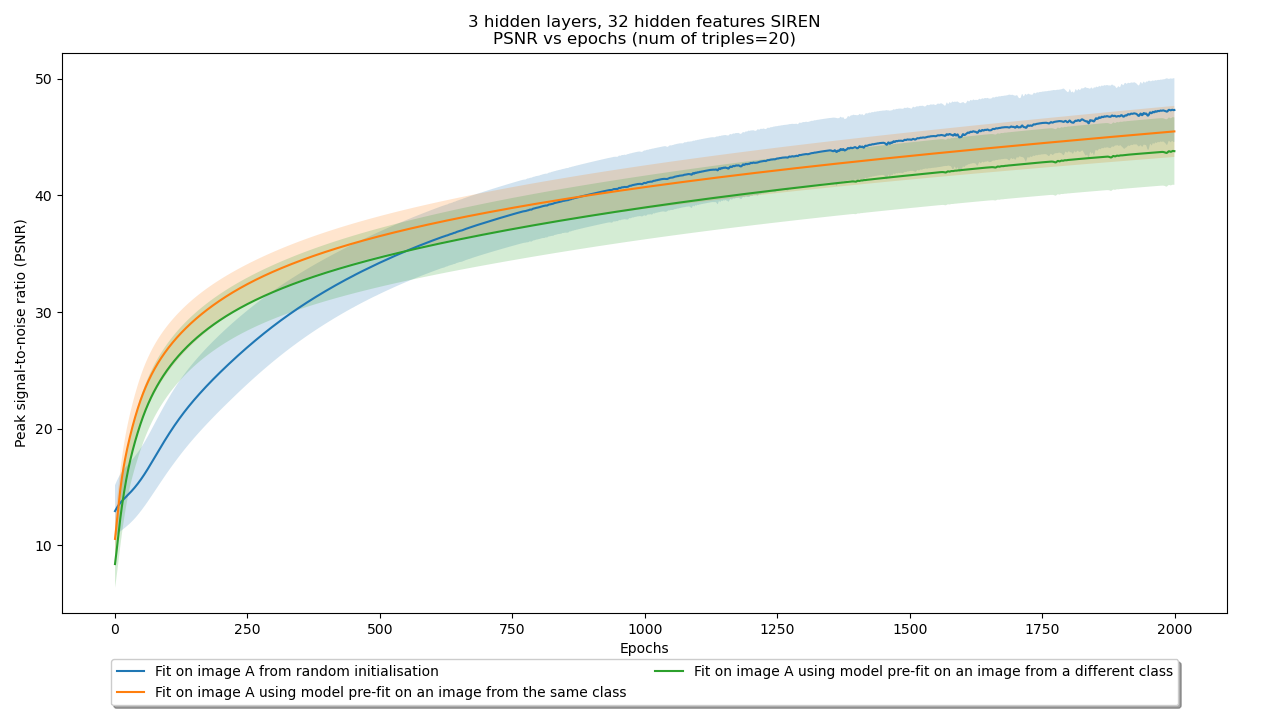 3 hidden layers, 32 hidden features SIREN
PSNR vs epochs (num of triples=20)
Peak signal-to-noise ratio (PSNR)
50
40
30
20
10
0
250
500
750
1000
1250
1500
1750
2000
Epochs
Fit on image A from random initialisation
Fit on image A using model pre-fit on an image from the same class
Fit on image A using model pre-fit on an image from a different class